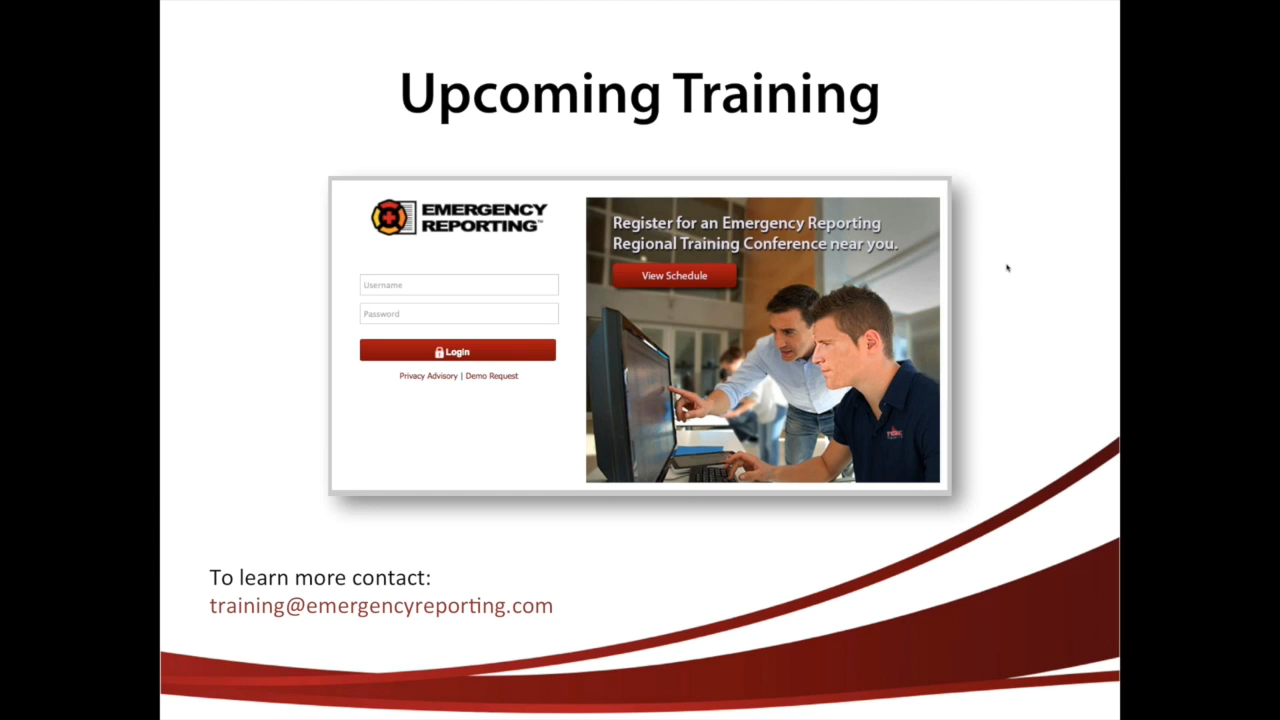 Upcoming Training
EMERGENCY
REPORTING™
Username
Password
Login
Privacy Advisory | Demo Request
Register for an Emergency Reporting
Regional Training Conference near you.
View Schedule
To learn more contact:
training@emergencyreporting.com